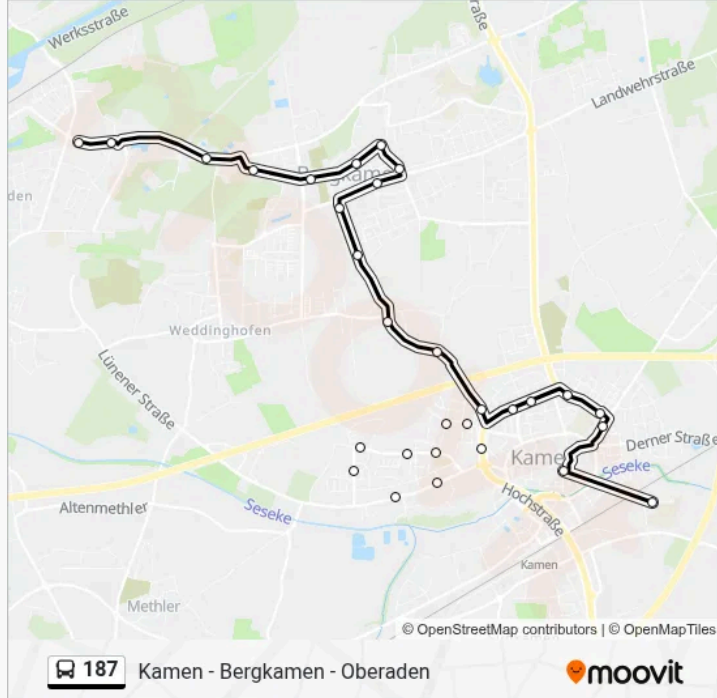 Werksstraße
raße
Landwehrstraße
Bergkamen
den
Weddinghofen
Lünener Straße
Derner Straße
Kamen
Seseke
Hochstraße
Altenmethler
Seseke
Kamen
Methler
© OpenStreetMap contributors | © OpenMapTiles
187 Kamen - Bergkamen - Oberaden
moovit